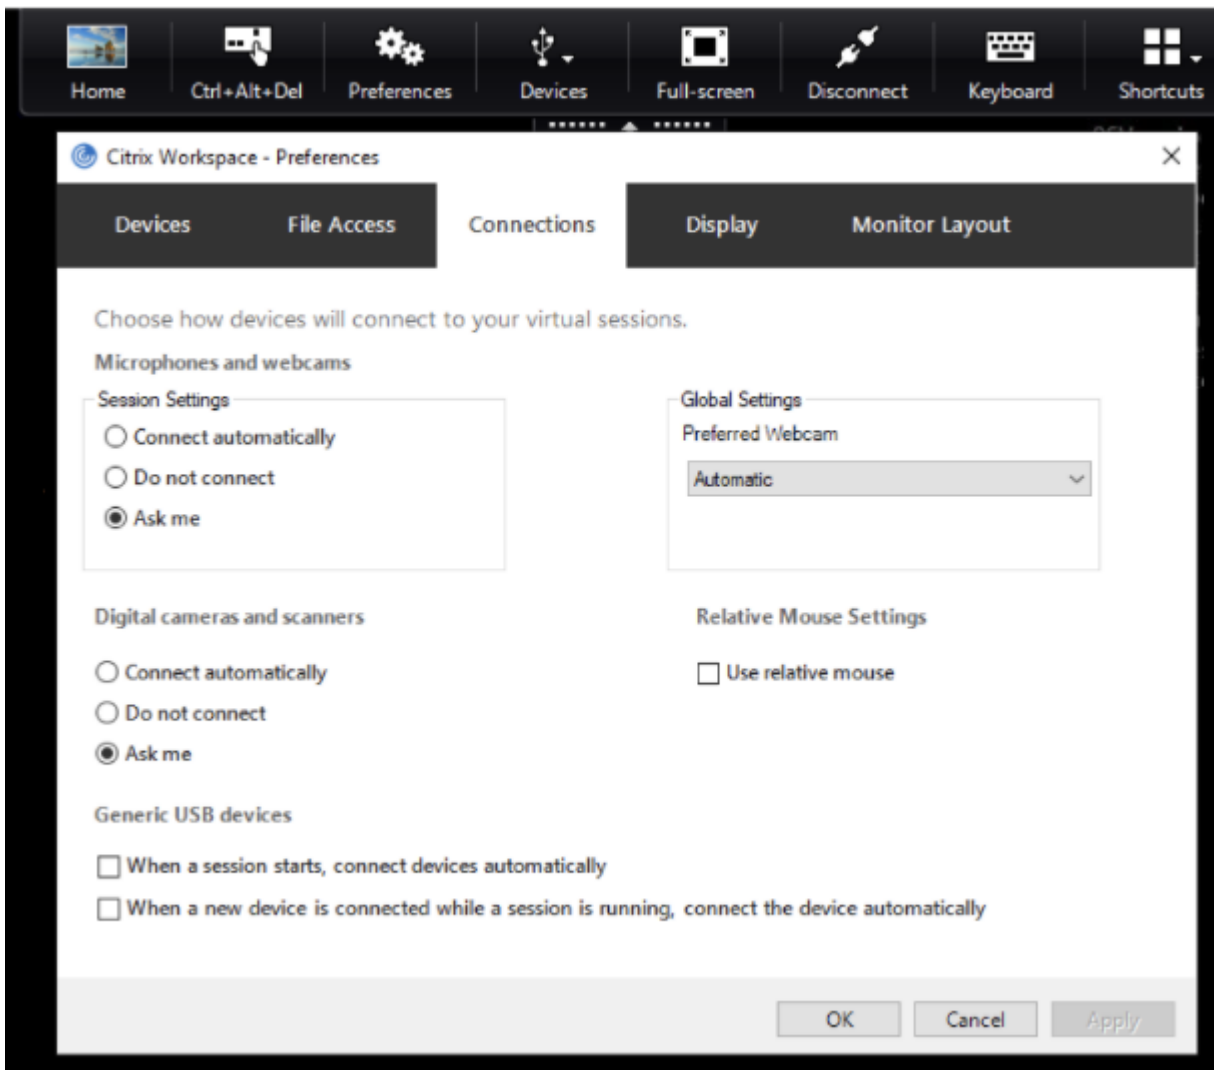 Home Ctrl+Alt+Del Preferences Devices Full-screen Disconnect Keyboard Shortcuts
Citrix Workspace - Preferences
Devices File Access Connections Display Monitor Layout
Choose how devices will connect to your virtual sessions.
Microphones and webcams
Session Settings
Connect automatically
Do not connect
Ask me
Global Settings
Preferred Webcam
Automatic
Digital cameras and scanners
Connect automatically
Do not connect
Ask me
Relative Mouse Settings
Use relative mouse
Generic USB devices
When a session starts, connect devices automatically
When a new device is connected while a session is running, connect the device automatically
OK Cancel Apply